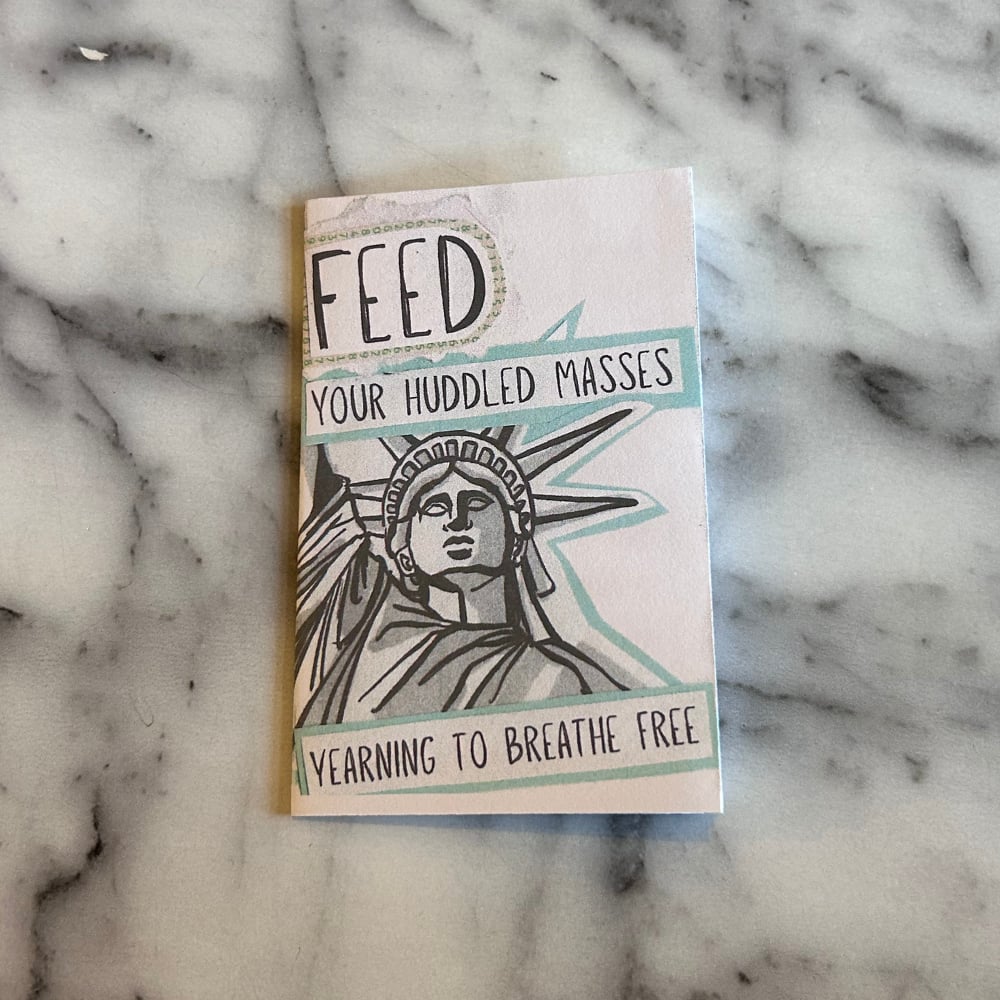 FEED
YOUR HUDDLED MASSES
YEARNING TO BREATHE FREE